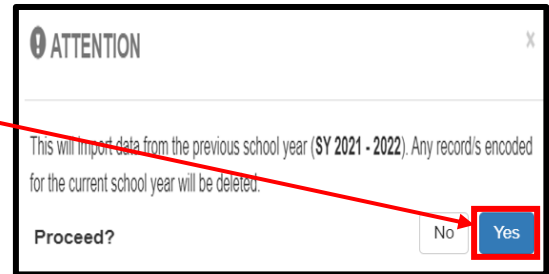 ATTENTION
x
This will import data from the previous school year (SY 2021 - 2022). Any record/s encoded
for the current school year will be deleted.
Proceed?
No
Yes